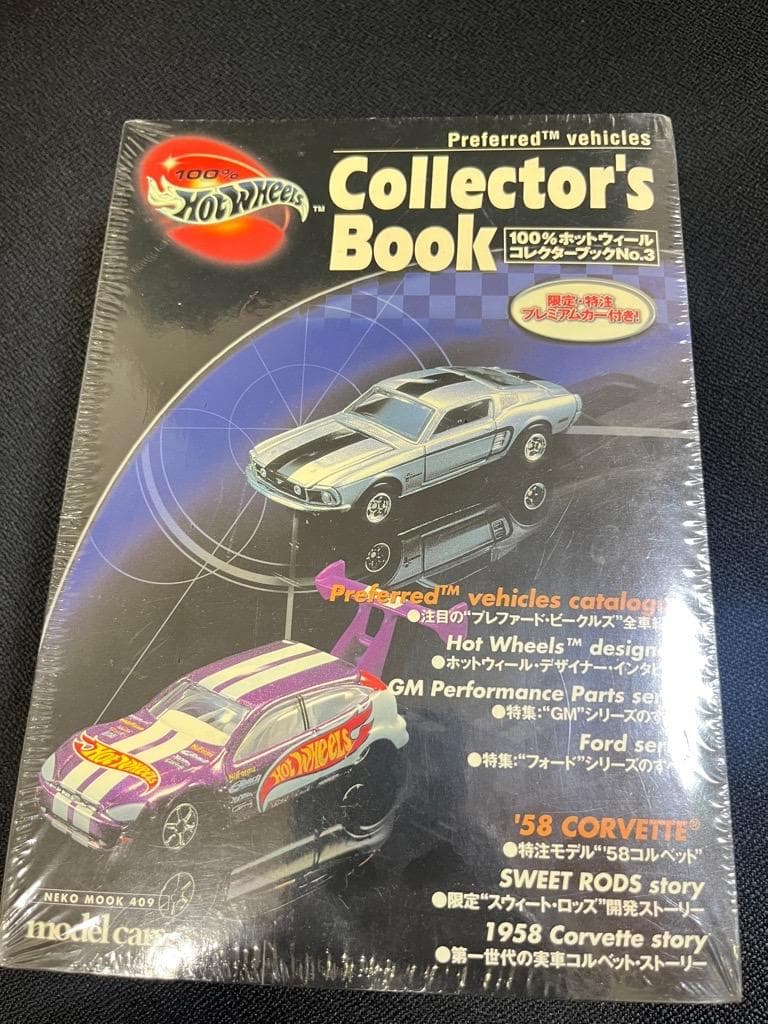 Preferred™ vehicles
100%
HOT WHEELS™
Collector's
Book
100%ホットウィール
コレクターブックNo.3
限定・特注
プレミアムカー付き!
Preferred™ vehicles catalog
●注目の“プレファード・ビークルズ”全車
Hot Wheels™ design
●ホットウィール・デザイナー・インタビ
GM Performance Parts ser
●特集:“GM”シリーズのす
Ford ser
●特集:“フォード”シリーズのす
HOT WHEELS
HOT WHEELS
'58 CORVETTE®
●特注モデル“'58コルベット”
SWEET RODS story
●限定“スウィート・ロッズ”開発ストーリー
1958 Corvette story
●第一世代の実車コルベット・ストーリー
NEKO MOOK 409
model cars